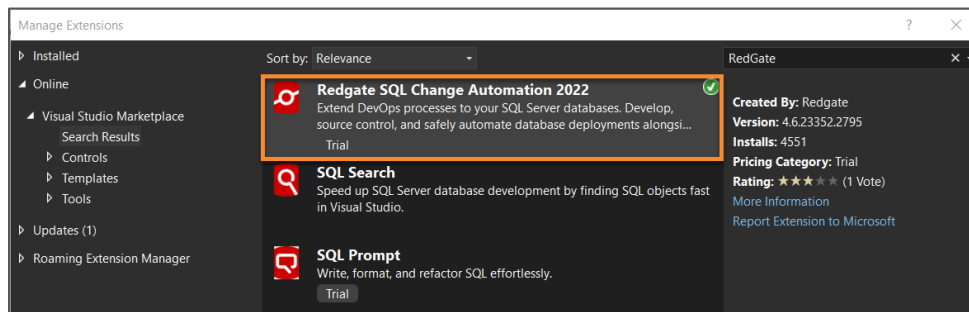 Manage Extensions
?
Installed
Online
Visual Studio Marketplace
Search Results
Controls
Templates
Tools
Updates (1)
Roaming Extension Manager
Sort by: Relevance
Redgate SQL Change Automation 2022
Extend DevOps processes to your SQL Server databases. Develop,
source control, and safely automate database deployments alongsi...
Trial
SQL Search
Speed up SQL Server database development by finding SQL objects fast
in Visual Studio.
SQL Prompt
Write, format, and refactor SQL effortlessly.
Trial
RedGate
Created By: Redgate
Version: 4.6.23352.2795
Installs: 4551
Pricing Category: Trial
Rating: ★★★★★ (1 Vote)
More Information
Report Extension to Microsoft